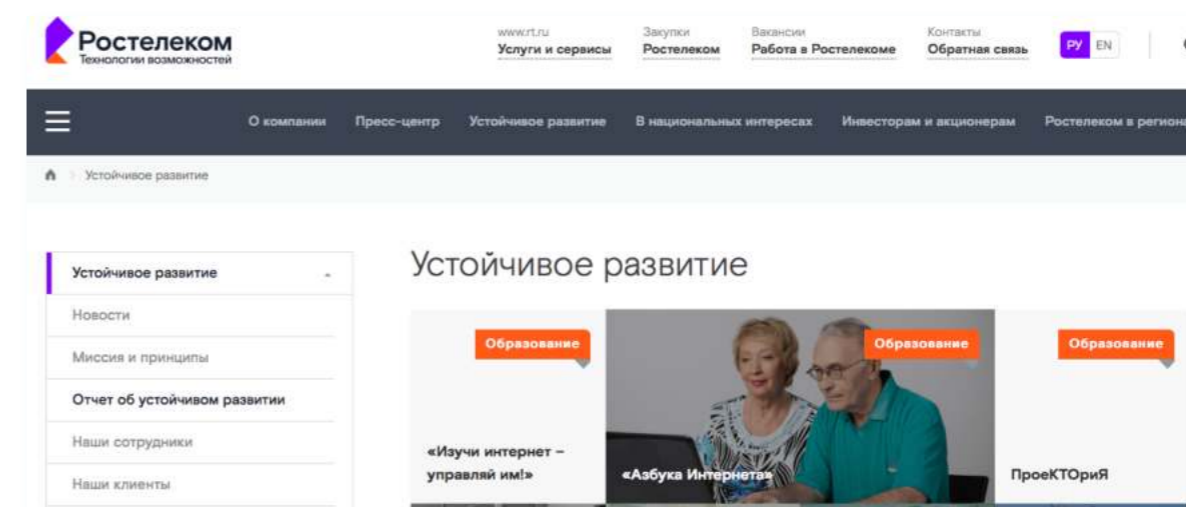 Ростелеком
Технологии возможностей
www.rt.ru
Услуги и сервисы
Закупки
Ростелеком
Вакансии
Работа в Ростелекоме
Контакты
Обратная связь
РУ EN
О компании Пресс-центр Устойчивое развитие В национальных интересах Инвесторам и акционерам Ростелеком в региона
Устойчивое развитие
Устойчивое развитие
Новости
Миссия и принципы
Отчет об устойчивом развитии
Наши сотрудники
Наши клиенты
Устойчивое развитие
Образование
«Изучи интернет –
управляй им!»
Образование
«Азбука Интернета»
Образование
ПроеКТОриЯ